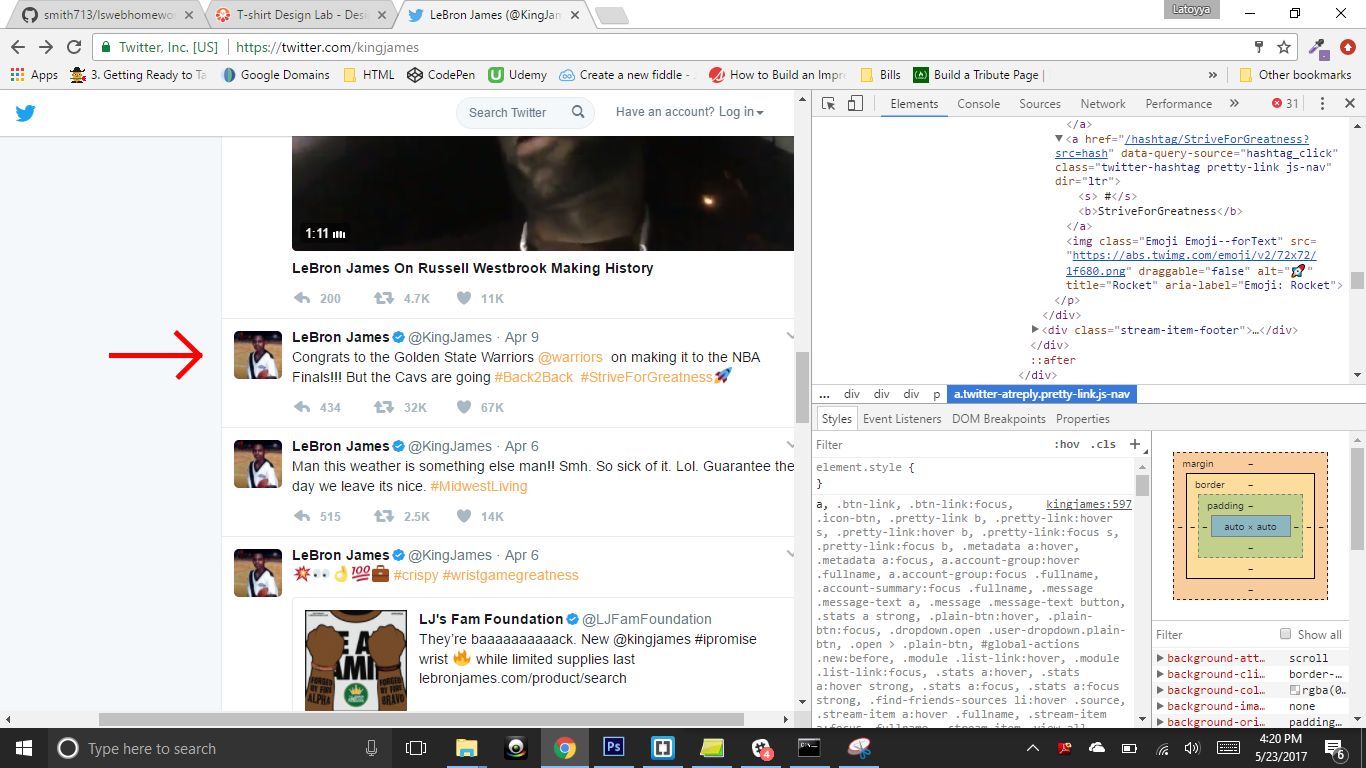 smith713/lswebhomewo
T-shirt Design Lab - Desi
LeBron James (@KingJam
Latoyya
Twitter, Inc. [US]
https://twitter.com/kingjames
Apps
3. Getting Ready to Ta
Google Domains
HTML
CodePen
Udemy
Create a new fiddle -
How to Build an Impre
Bills
Build a Tribute Page |
»
Other bookmarks
Search Twitter
Have an account? Log in
1:11
LeBron James On Russell Westbrook Making History
200 4.7K 11K
LeBron James @KingJames · Apr 9
Congrats to the Golden State Warriors @warriors on making it to the NBA
Finals!!! But the Cavs are going #Back2Back #StriveForGreatness🚀
434 32K 67K
LeBron James @KingJames · Apr 6
Man this weather is something else man!! Smh. So sick of it. Lol. Guarantee the
day we leave its nice. #MidwestLiving
515 2.5K 14K
LeBron James @KingJames · Apr 6
💥👀👌💯💼 #crispy #wristgamegreatness
LJ's Fam Foundation @LJFamFoundation
They're baaaaaaaaaack. New @kingjames #ipromise
wrist 🔥 while limited supplies last
lebronjames.com/product/search
WE A
FAMI
FORGED BY FIRE ALPHA
FORGED BY FIRE BRAVO
Elements Console Sources Network Performance » 31
</a>
<a href="/hashtag/StriveForGreatness?
src=hash" data-query-source="hashtag_click"
class="twitter-hashtag pretty-link js-nav"
dir="ltr">
<s> #</s>
<b>StriveForGreatness</b>
</a>
<img class="Emoji Emoji--forText" src=
"https://abs.twimg.com/emoji/v2/72x72/
1f680.png" draggable="false" alt="🚀"
title="Rocket" aria-label="Emoji: Rocket">
</p>
</div>
<div class="stream-item-footer">…</div>
</div>
::after
</div>
... div div div p a.twitter-atreply.pretty-link.js-nav
Styles Event Listeners DOM Breakpoints Properties
Filter :hov .cls +
element.style {
}
kingjames:597
a, .btn-link, .btn-link:focus,
.icon-btn, .pretty-link b, .pretty-link:hover
s, .pretty-link:hover b, .pretty-link:focus s,
.pretty-link:focus b, .metadata a:hover,
.metadata a:focus, a.account-group:hover
.fullname, a.account-group:focus .fullname,
.account-summary:focus .fullname, .message
.message-text a, .message .message-text button,
.stats a strong, .plain-btn:hover, .plain-
btn:focus, .dropdown.open .user-dropdown.plain-
btn, .open > .plain-btn, #global-actions
.new:before, .module .list-link:hover, .module
.list-link:focus, .stats a:hover, .stats
a:hover strong, .stats a:focus, .stats a:focus
strong, .find-friends-sources li:hover .source, .stream-item
a:hover .fullname, .stream-item
margin –
border –
padding –
– – – auto × auto – – –
–
–
–
Filter Show all
background-att… scroll
background-cli… border-…
background-col… rgba(0…
background-ima… none
background-ori… padding…
Type here to search
Ps
4
4:20 PM
5/23/2017
6